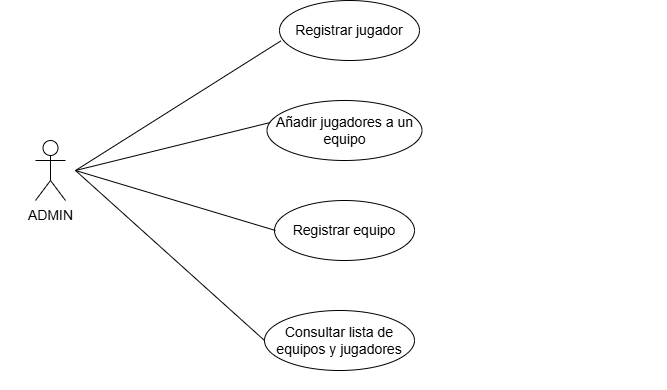 Registrar jugador
Añadir jugadores a un
equipo
ADMIN
Registrar equipo
Consultar lista de
equipos y jugadores